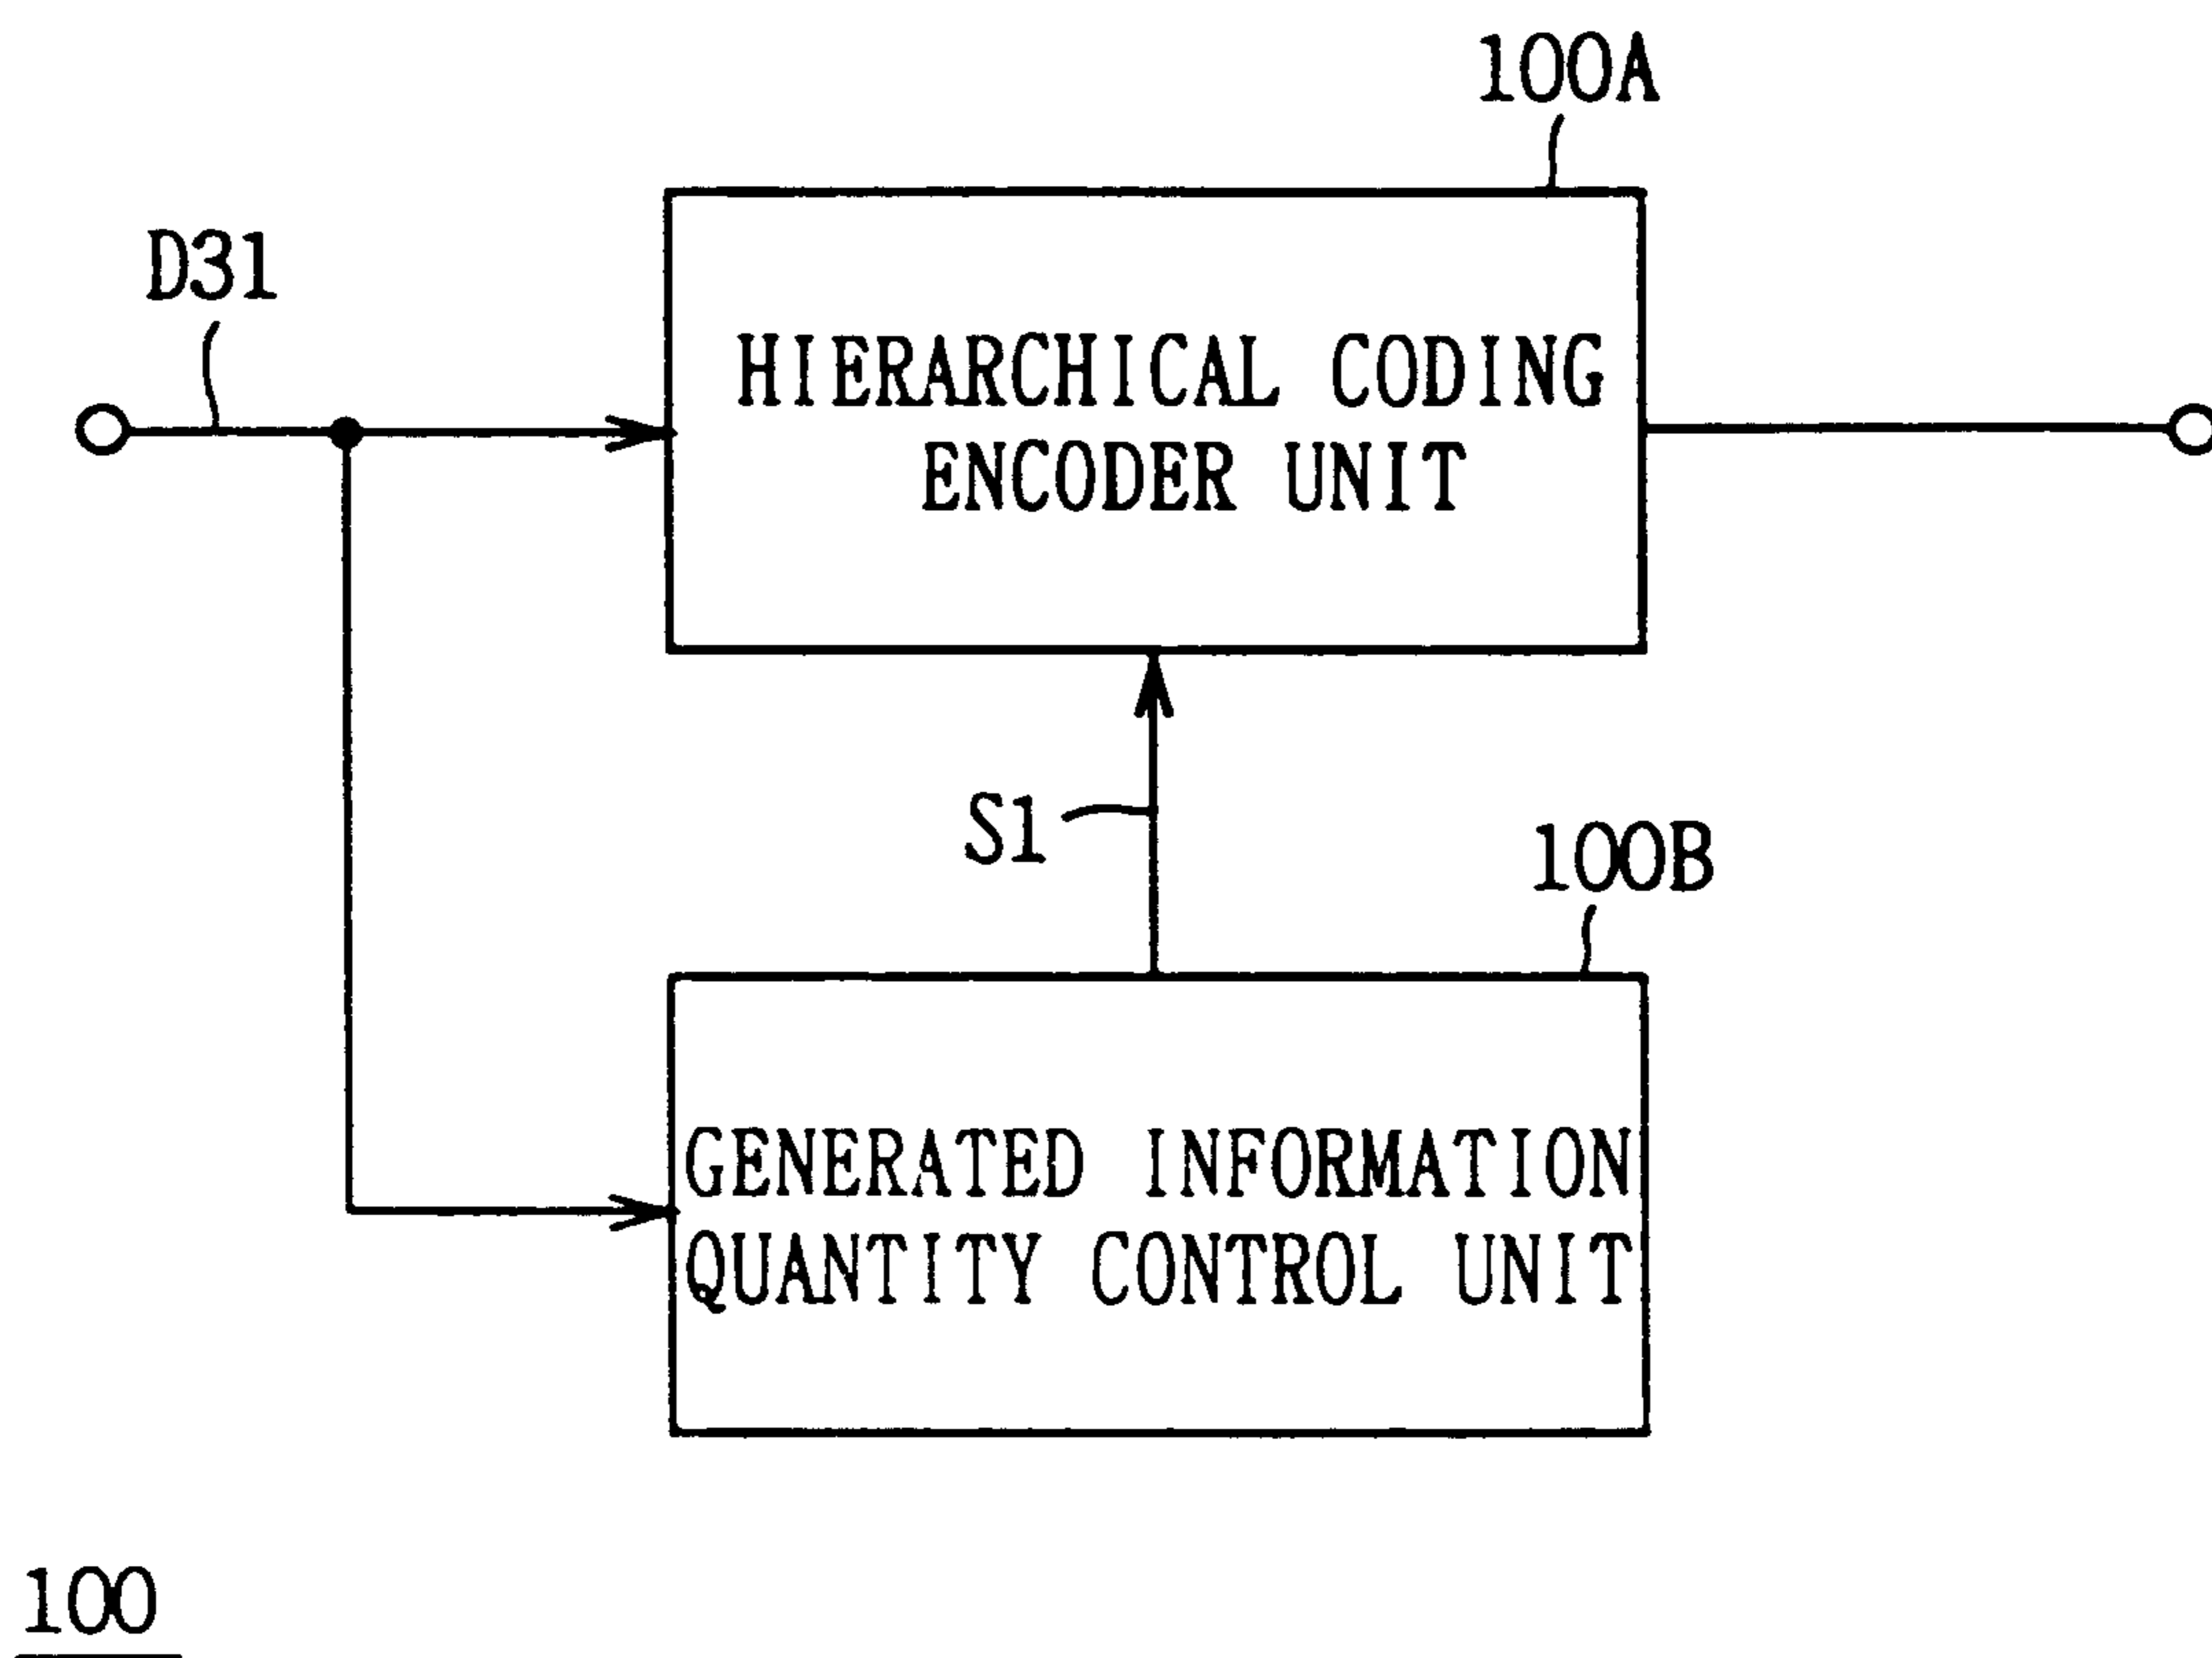 100A
D31
HIERARCHICAL CODING
ENCODER UNIT
S1
100B
GENERATED INFORMATION
QUANTITY CONTROL UNIT
100